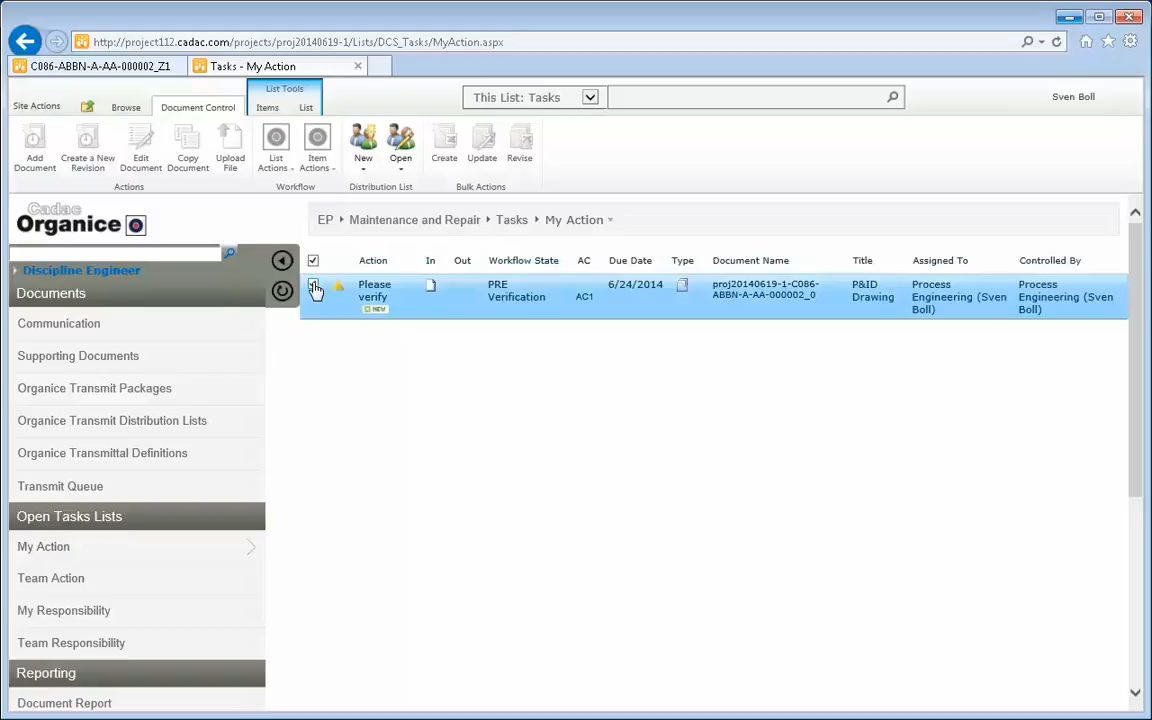 http://project112.cadac.com/projects/proj20140619-1/Lists/DCS_Tasks/MyAction.aspx
C086-ABBN-A-AA-000002_Z1
Tasks - My Action
List Tools
Site Actions
Browse
Document Control
Items
List
This List: Tasks
Sven Boll
Add Document
Create a New Revision
Edit Document
Copy Document
Upload File
List Actions
Item Actions
New
Open
Create
Update
Revise
Actions
Workflow
Distribution List
Bulk Actions
Cadac
Organice
EP
Maintenance and Repair
Tasks
My Action
Discipline Engineer
Documents
Communication
Supporting Documents
Organice Transmit Packages
Organice Transmit Distribution Lists
Organice Transmittal Definitions
Transmit Queue
Open Tasks Lists
My Action
Team Action
My Responsibility
Team Responsibility
Reporting
Document Report
Action In Out Workflow State AC Due Date Type Document Name Title Assigned To Controlled By
Please PRE 6/24/2014 proj20140619-1-C086- P&ID Process Process
verify Verification AC1 ABBN-A-AA-000002_0 Drawing Engineering (Sven Engineering (Sven
NEW Boll) Boll)